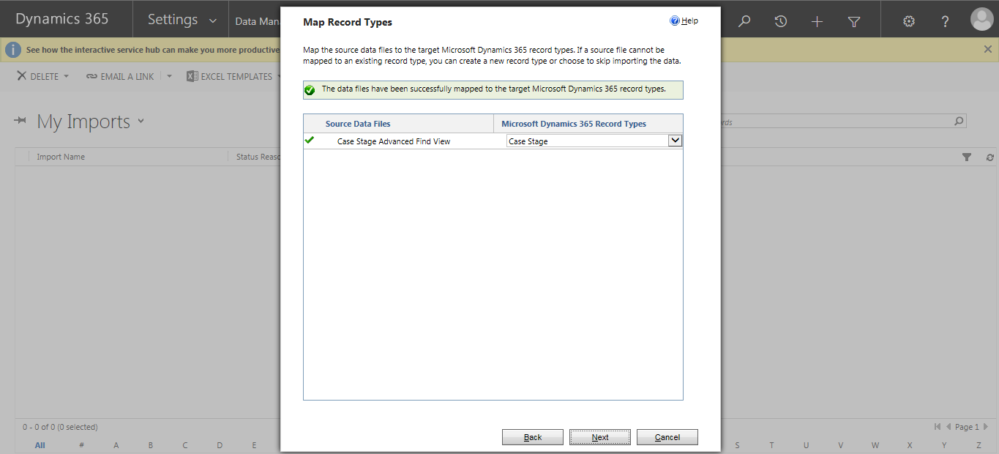 Dynamics 365
Settings
Data Man
See how the interactive service hub can make you more productive
DELETE
EMAIL A LINK
EXCEL TEMPLATES
My Imports
Import Name
Status Reaso
0 - 0 of 0 (0 selected)
All # A B C D E
Map Record Types
Help
Map the source data files to the target Microsoft Dynamics 365 record types. If a source file cannot be
mapped to an existing record type, you can create a new record type or choose to skip importing the data.
The data files have been successfully mapped to the target Microsoft Dynamics 365 record types.
Source Data Files
Microsoft Dynamics 365 Record Types
Case Stage Advanced Find View
Case Stage
Back
Next
Cancel
?
rds
Page 1
S T U V W X Y Z